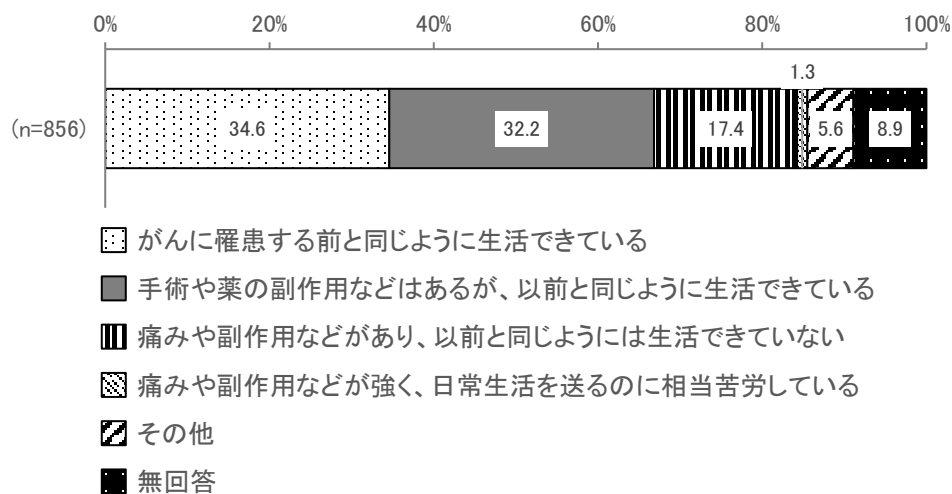 0% 20% 40% 60% 80% 100%
1.3
(n=856) 34.6 32.2 17.4 5.6 8.9
がんに罹患する前と同じように生活できている
手術や薬の副作用などはあるが、以前と同じように生活できている
痛みや副作用などがあり、以前と同じようには生活できていない
痛みや副作用などが強く、日常生活を送るのに相当苦労している
その他
無回答